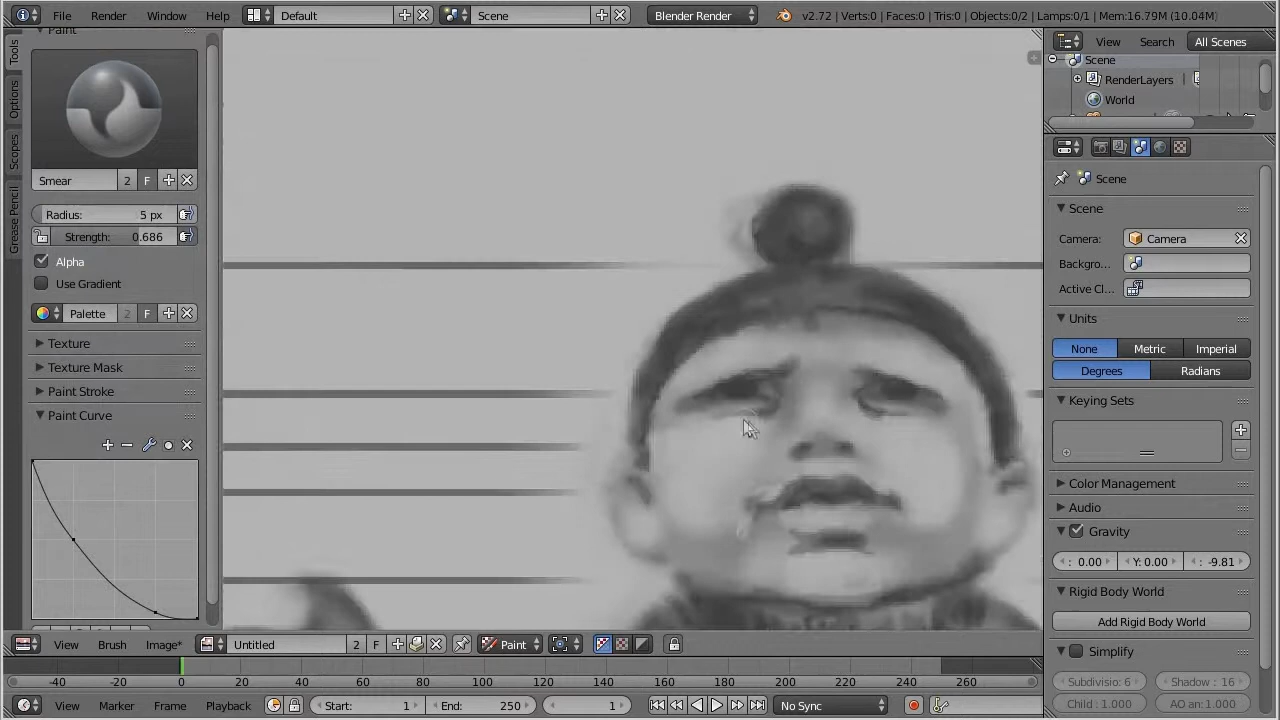 File Render Window Help Default Scene Blender Render v2.72 | Verts:0 | Faces:0 | Tris:0 | Objects:0/2 | Lamps:0/1 | Mem:16.79M (10.04M)
Tools
Options
Scopes
Grease Pencil
Paint
Smear 2 F
Radius: 5 px
Strength: 0.686
Alpha
Use Gradient
Palette 2 F
Texture
Texture Mask
Paint Stroke
Paint Curve
View Search All Scenes
Scene
RenderLayers
World
Scene
Scene
Camera: Camera
Backgro...
Active Cl...
Units
None Metric Imperial
Degrees Radians
Keying Sets
Color Management
Audio
Gravity
: 0.00 Y: 0.00 : -9.81
Rigid Body World
Add Rigid Body World
Simplify
Subdivisio: 6 Shadow : 16
Child : 1.000 AO an: 1.000
View Brush Image* Untitled 2 F Paint
-40 -20 0 20 40 60 80 100 120 140 160 180 200 220 240 260
View Marker Frame Playback Start: 1 End: 250 1 No Sync